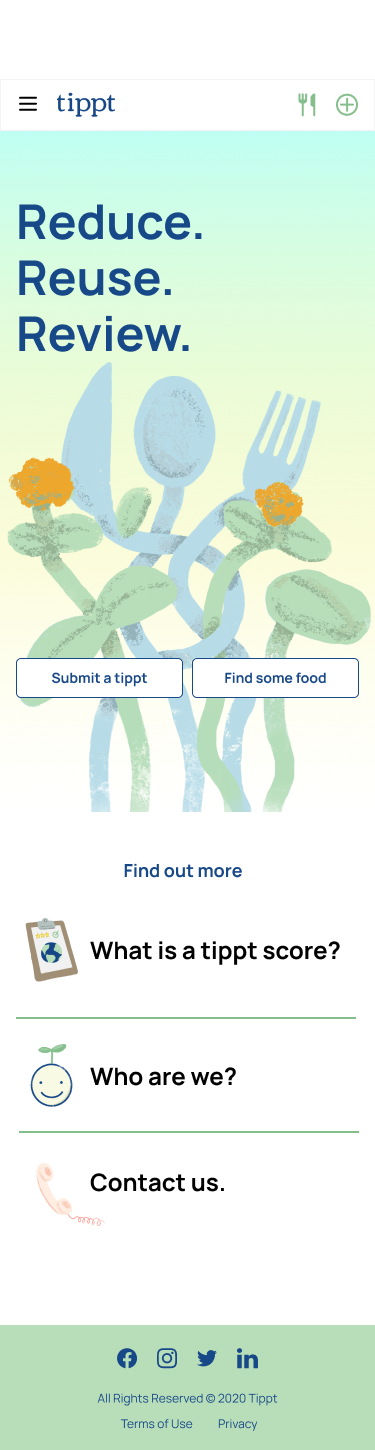 tippt
Reduce.
Reuse.
Review.
Submit a tippt
Find some food
Find out more
What is a tippt score?
Who are we?
Contact us.
All Rights Reserved © 2020 Tippt
Terms of Use
Privacy